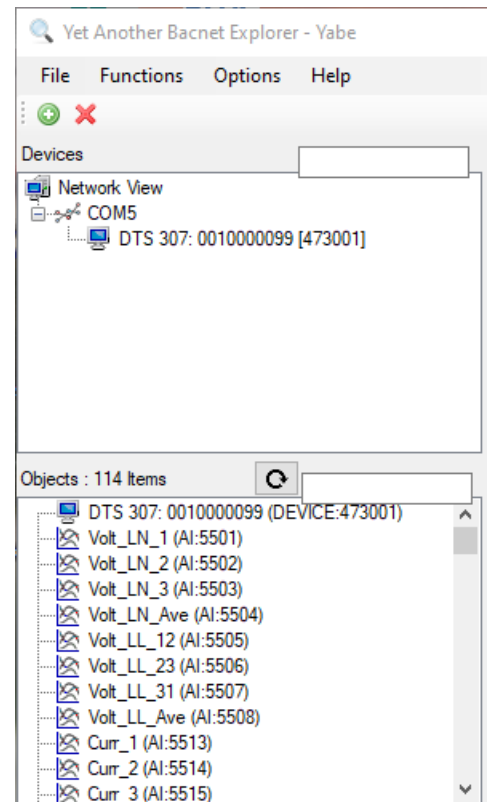 Yet Another Bacnet Explorer - Yabe
File Functions Options Help
Devices
Network View
COM5
DTS 307: 0010000099 [473001]
Objects : 114 Items
DTS 307: 0010000099 (DEVICE:473001)
Volt_LN_1 (AI:5501)
Volt_LN_2 (AI:5502)
Volt_LN_3 (AI:5503)
Volt_LN_Ave (AI:5504)
Volt_LL_12 (AI:5505)
Volt_LL_23 (AI:5506)
Volt_LL_31 (AI:5507)
Volt_LL_Ave (AI:5508)
Curr_1 (AI:5513)
Curr_2 (AI:5514)
Curr_3 (AI:5515)